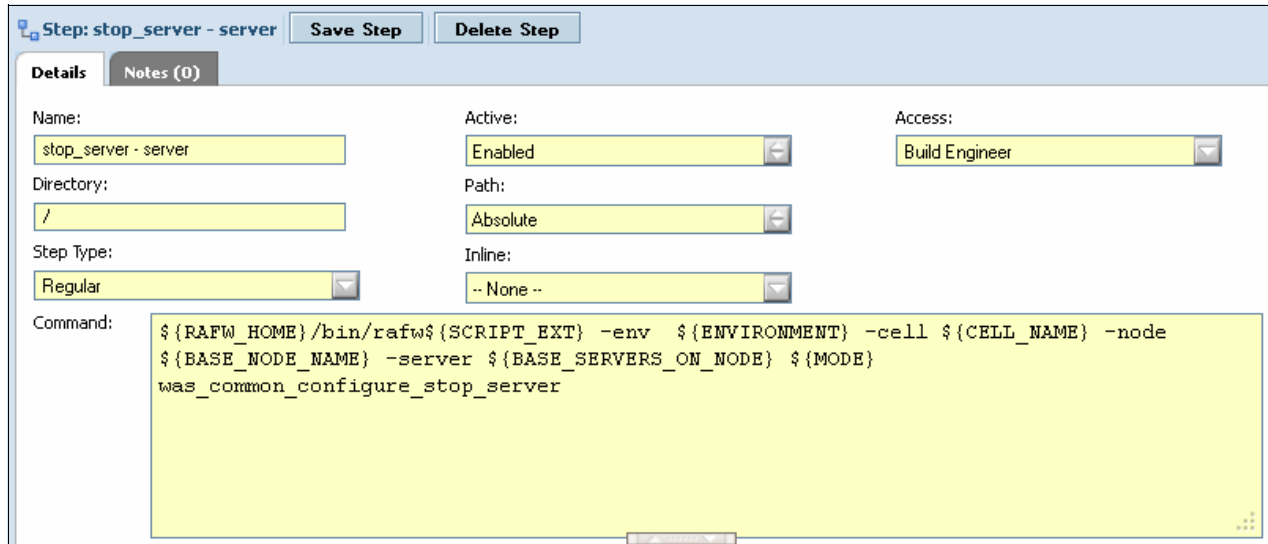 Step: stop_server - server Save Step Delete Step
Details Notes (0)
Name: Active: Access:
stop_server - server Enabled Build Engineer
Directory: Path:
/ Absolute
Step Type: Inline:
Regular -- None --
Command:
${RAFW_HOME}/bin/rafw${SCRIPT_EXT} -env  ${ENVIRONMENT} -cell ${CELL_NAME} -node
${BASE_NODE_NAME} -server ${BASE_SERVERS_ON_NODE} ${MODE}
was_common_configure_stop_server